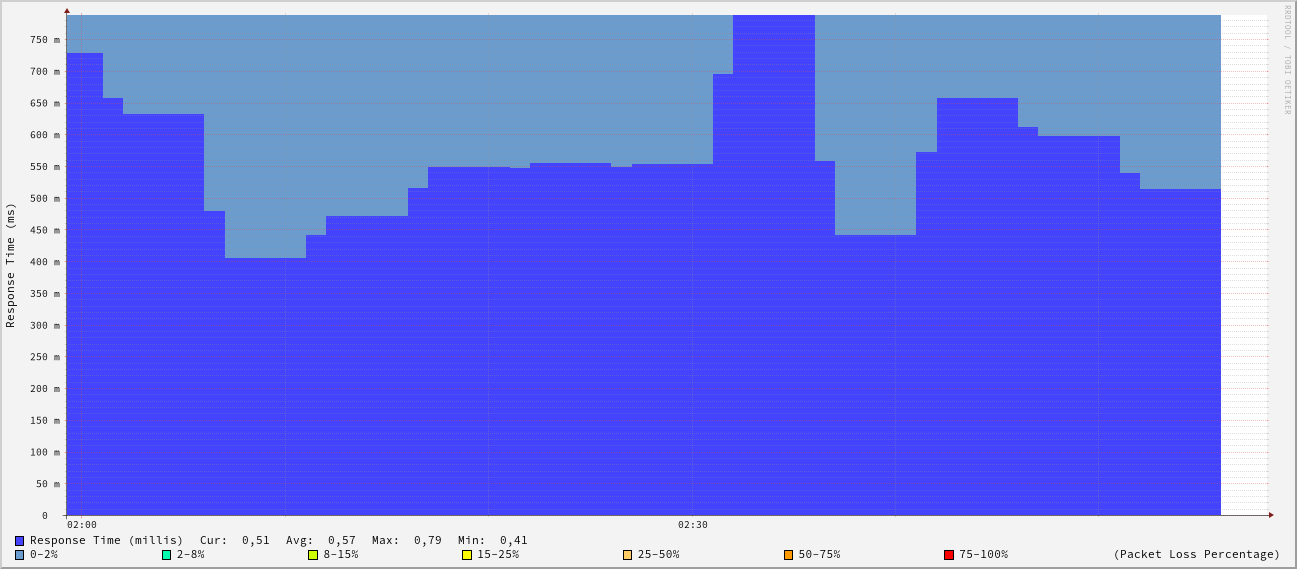 RRDTOOL / TOBI OETIKER
Response Time (ms)
750 m
700 m
650 m
600 m
550 m
500 m
450 m
400 m
350 m
300 m
250 m
200 m
150 m
100 m
50 m
0
02:00 02:30
Response Time (millis) Cur: 0,51 Avg: 0,57 Max: 0,79 Min: 0,41
0-2% 2-8% 8-15% 15-25% 25-50% 50-75% 75-100% (Packet Loss Percentage)